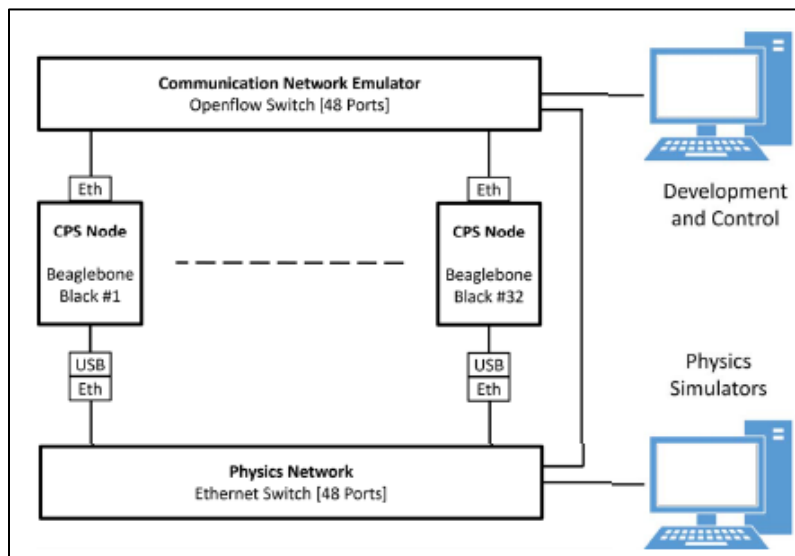 Communication Network Emulator
Openflow Switch [48 Ports]
Eth
Eth
CPS Node
Beaglebone
Black #1
CPS Node
Beaglebone
Black #32
Development
and Control
USB
Eth
USB
Eth
Physics
Simulators
Physics Network
Ethernet Switch [48 Ports]